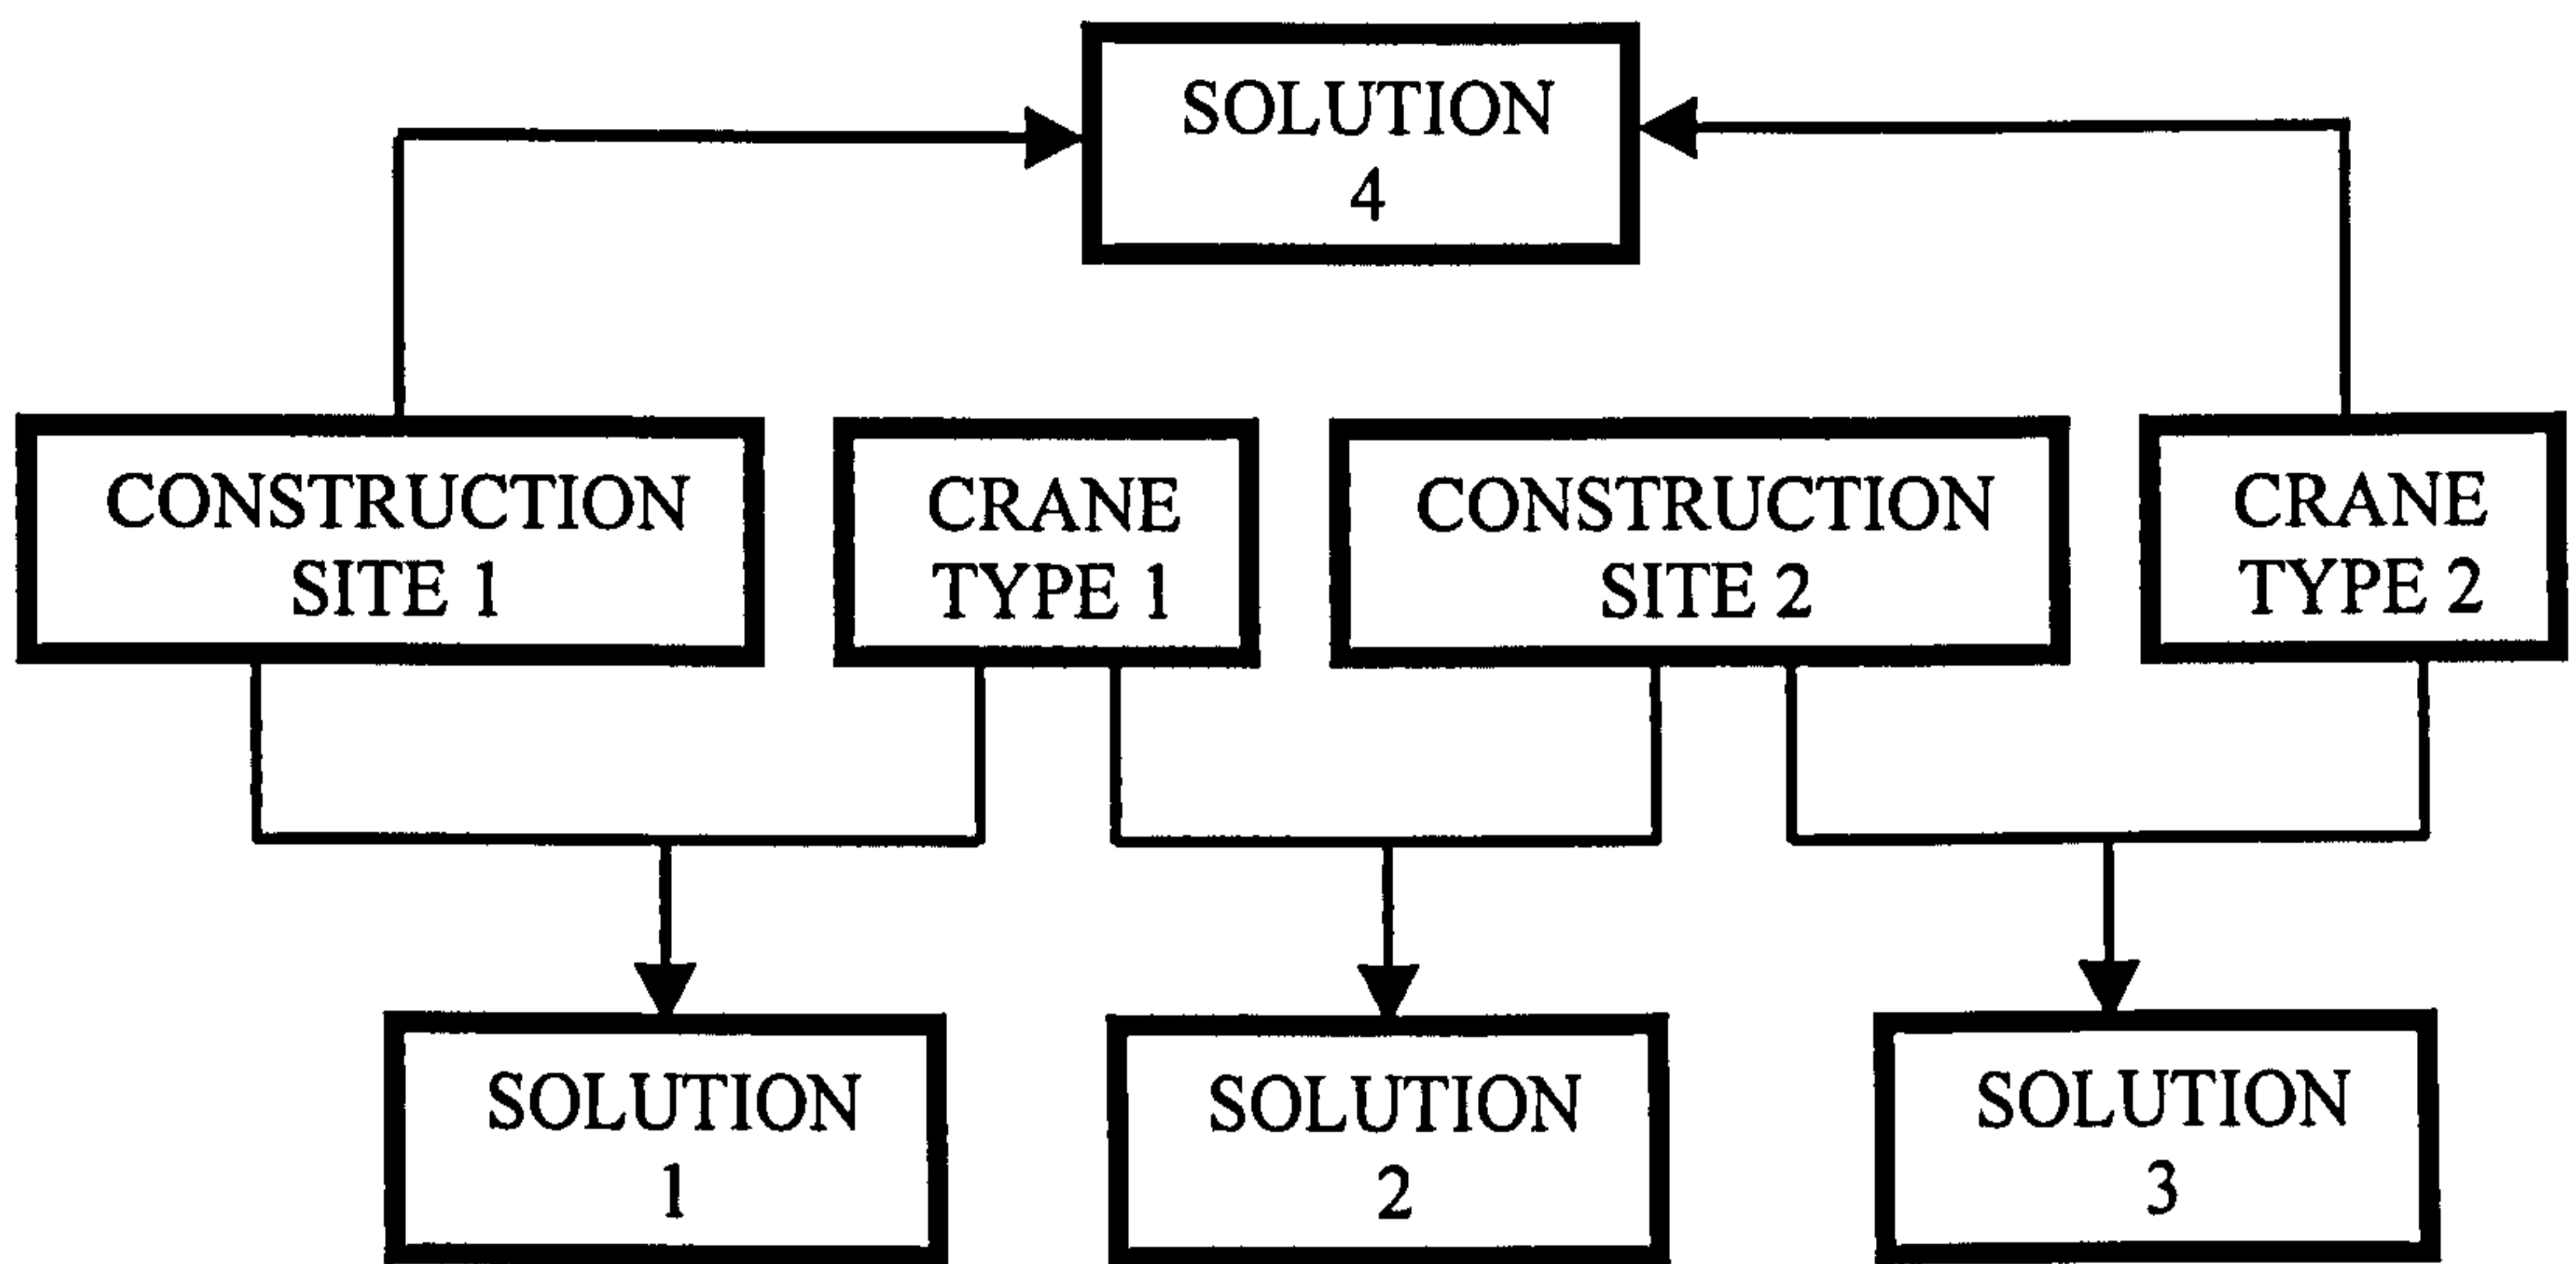 SOLUTION
4
CONSTRUCTION
SITE 1
CRANE
TYPE 1
CONSTRUCTION
SITE 2
CRANE
TYPE 2
SOLUTION
1
SOLUTION
2
SOLUTION
3